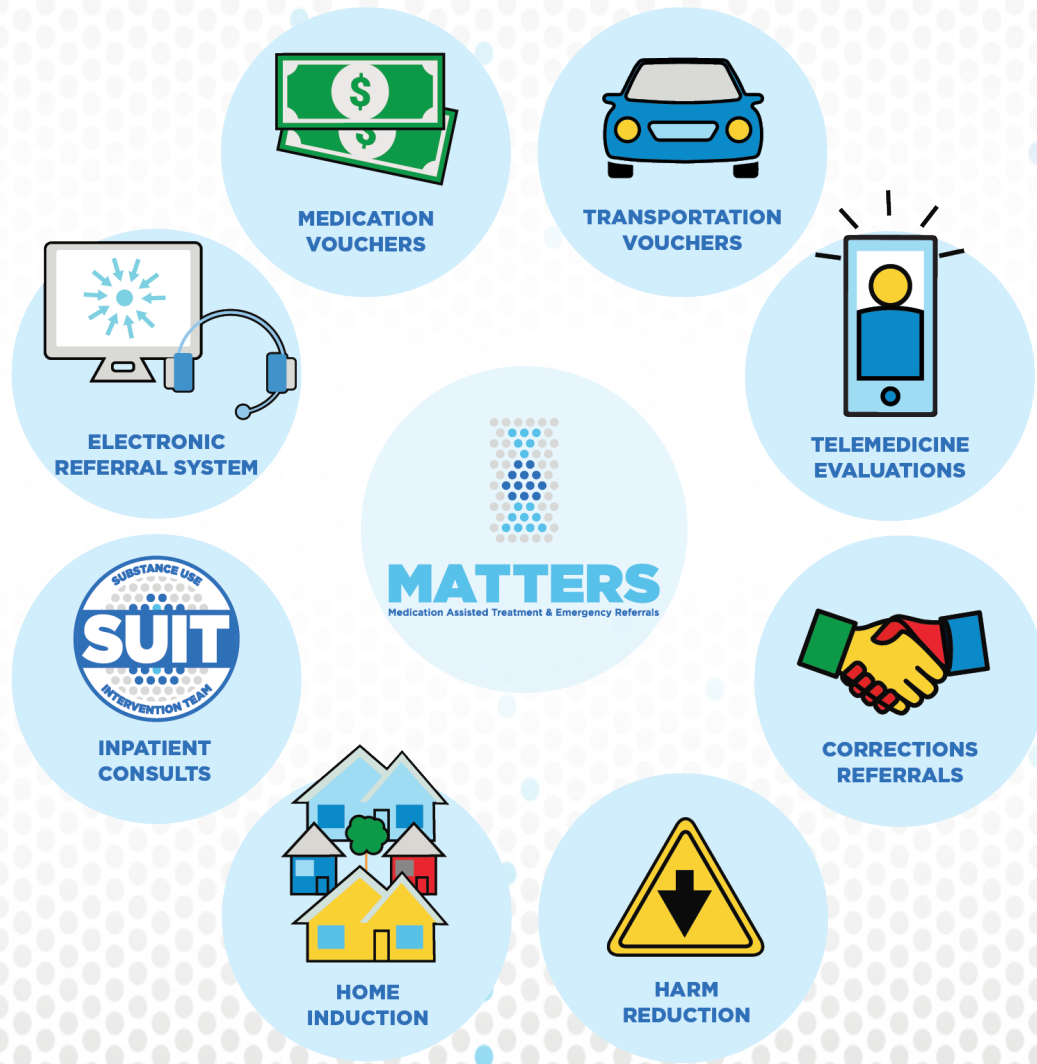 $
$
MEDICATION
VOUCHERS
TRANSPORTATION
VOUCHERS
ELECTRONIC
REFERRAL SYSTEM
TELEMEDICINE
EVALUATIONS
MATTERS
Medication Assisted Treatment & Emergency Referrals
SUBSTANCE USE
SUIT
INTERVENTION TEAM
INPATIENT
CONSULTS
CORRECTIONS
REFERRALS
HOME
INDUCTION
HARM
REDUCTION